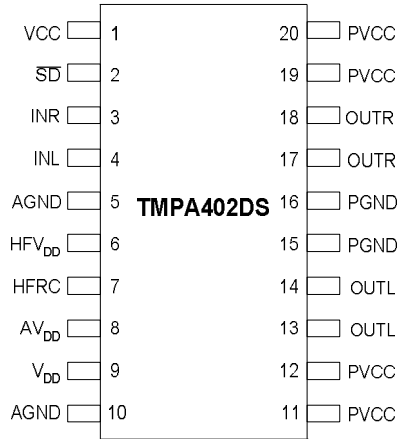 VCC 1 20 PVCC
SD 2 19 PVCC
INR 3 18 OUTR
INL 4 17 OUTR
AGND 5 TMPA402DS 16 PGND
HFVDD 6 15 PGND
HFRC 7 14 OUTL
AVDD 8 13 OUTL
VDD 9 12 PVCC
AGND 10 11 PVCC